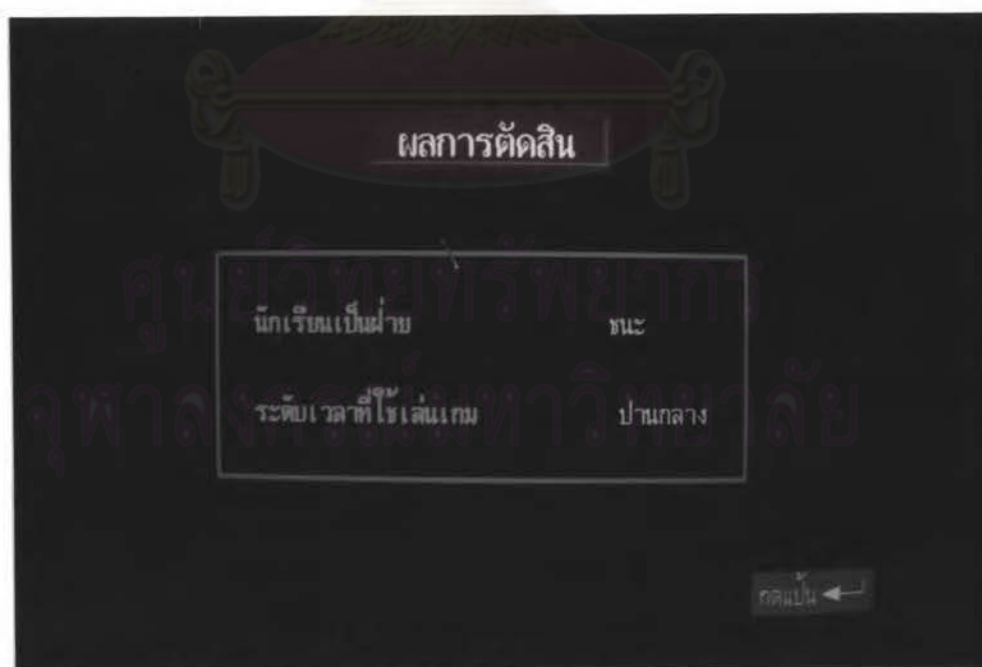 ผลการตัดสิน
ศูนย์วิทยทรัพยากร
นักเรียนเป็นฝ่าย ชนะ
จุฬาลงกรณ์มหาวิทยาลัย
ระดับเวลาที่ใช้เล่นเกม ปานกลาง
กดแป้น